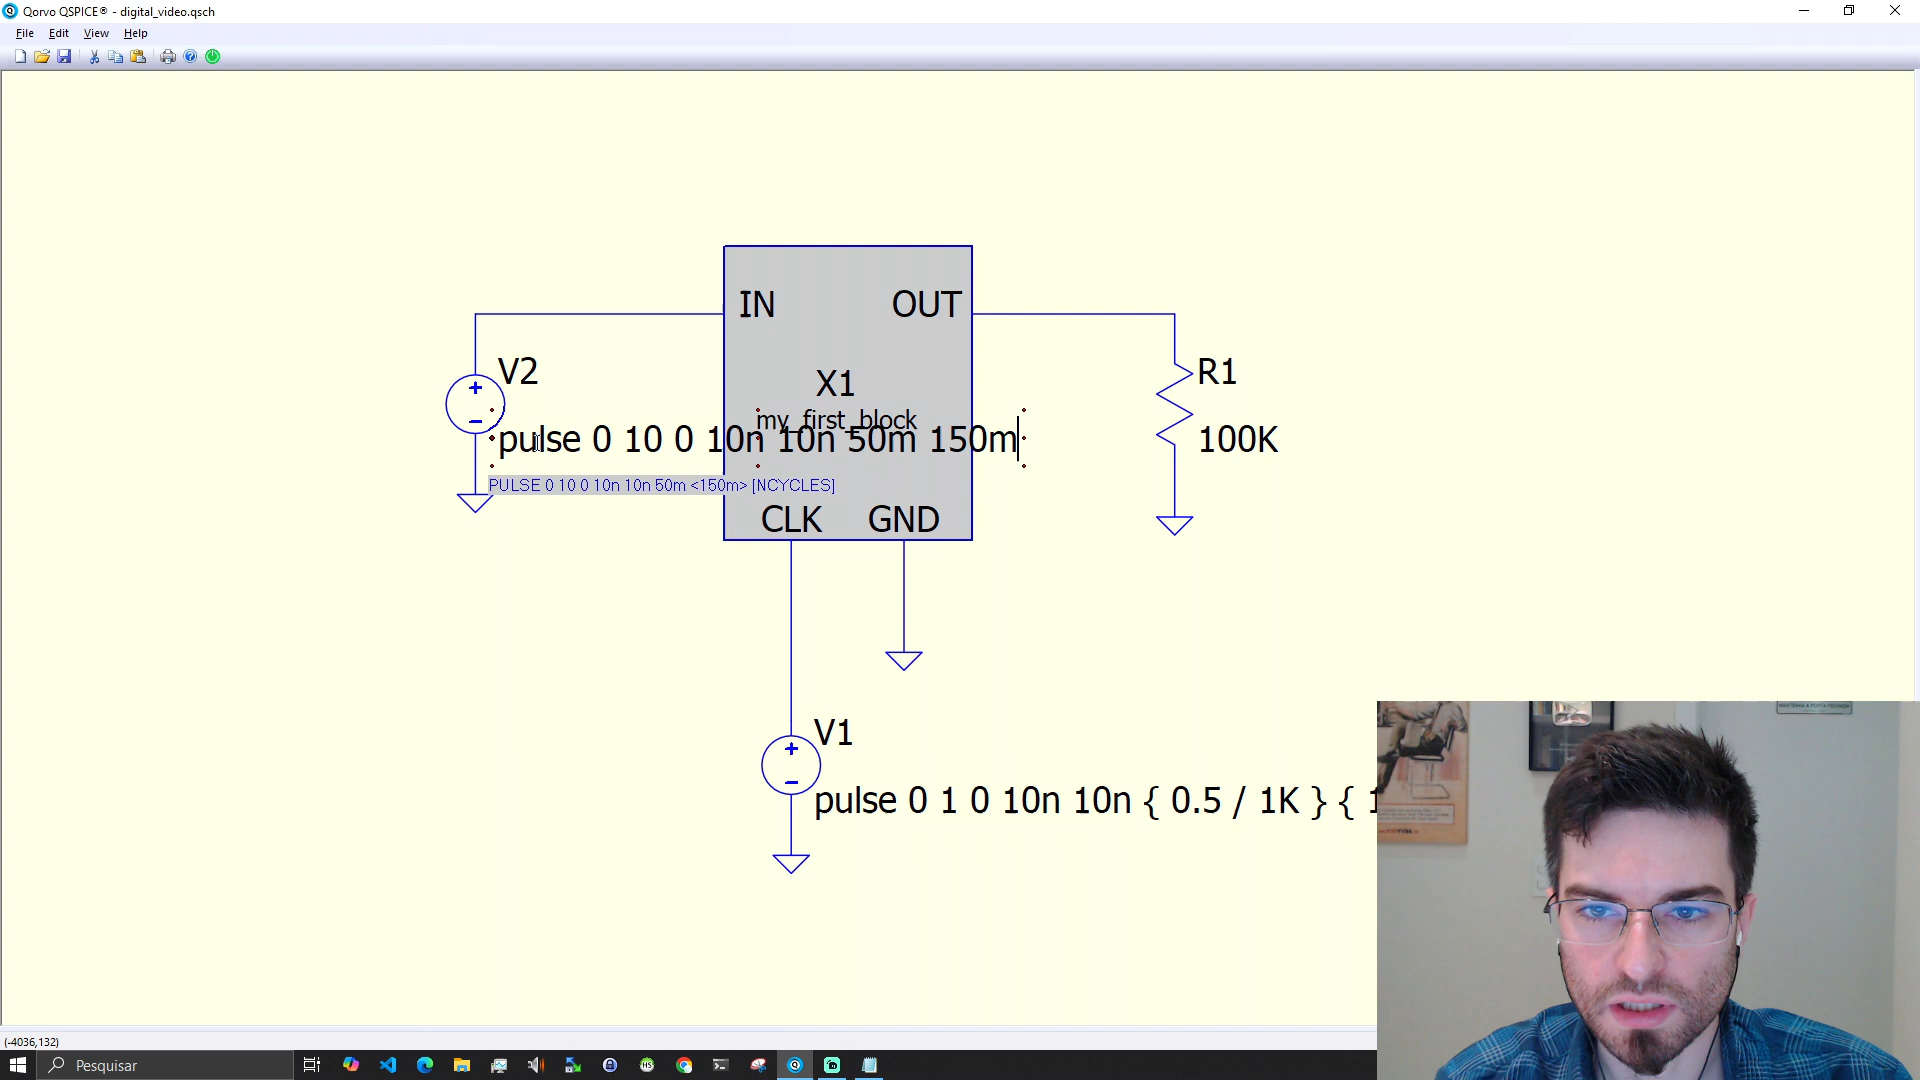 Qorvo QSPICE® - digital_video.qsch
File Edit View Help
IN OUT
V2
X1
R1
my_first_block
pulse 0 10 0 10n 10n 50m 150m
100K
PULSE 0 10 0 10n 10n 50m <150m> [NCYCLES]
CLK GND
V1
pulse 0 1 0 10n 10n { 0.5 / 1K } {
(-4036,132)
Pesquisar